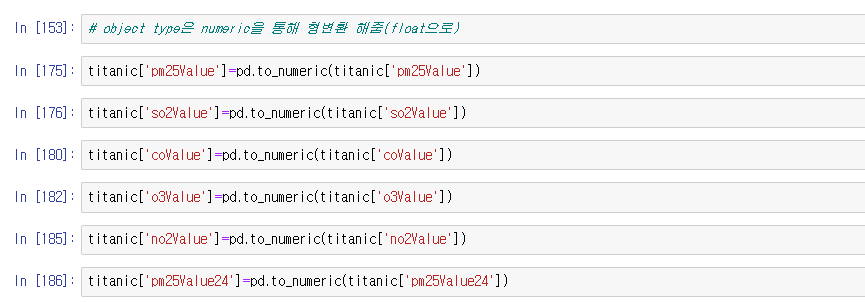 In [153]: # object type은 numeric을 통해 형변환 해줌(float으로)
In [175]: titanic['pm25Value']=pd.to_numeric(titanic['pm25Value'])
In [176]: titanic['so2Value']=pd.to_numeric(titanic['so2Value'])
In [180]: titanic['coValue']=pd.to_numeric(titanic['coValue'])
In [182]: titanic['o3Value']=pd.to_numeric(titanic['o3Value'])
In [185]: titanic['no2Value']=pd.to_numeric(titanic['no2Value'])
In [186]: titanic['pm25Value24']=pd.to_numeric(titanic['pm25Value24'])